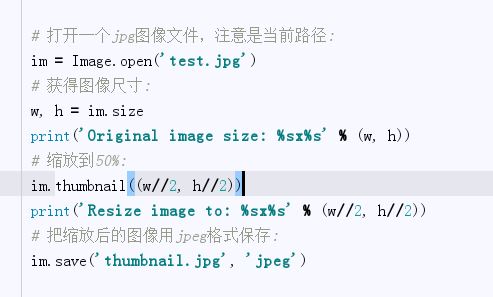 # 打开一个jpg图像文件，注意是当前路径：
im = Image.open('test.jpg')
# 获得图像尺寸：
w, h = im.size
print('Original image size: %sx%s' % (w, h))
# 缩放到50%:
im.thumbnail((w//2, h//2))
print('Resize image to: %sx%s' % (w//2, h//2))
# 把缩放后的图像用jpeg格式保存：
im.save('thumbnail.jpg', 'jpeg')